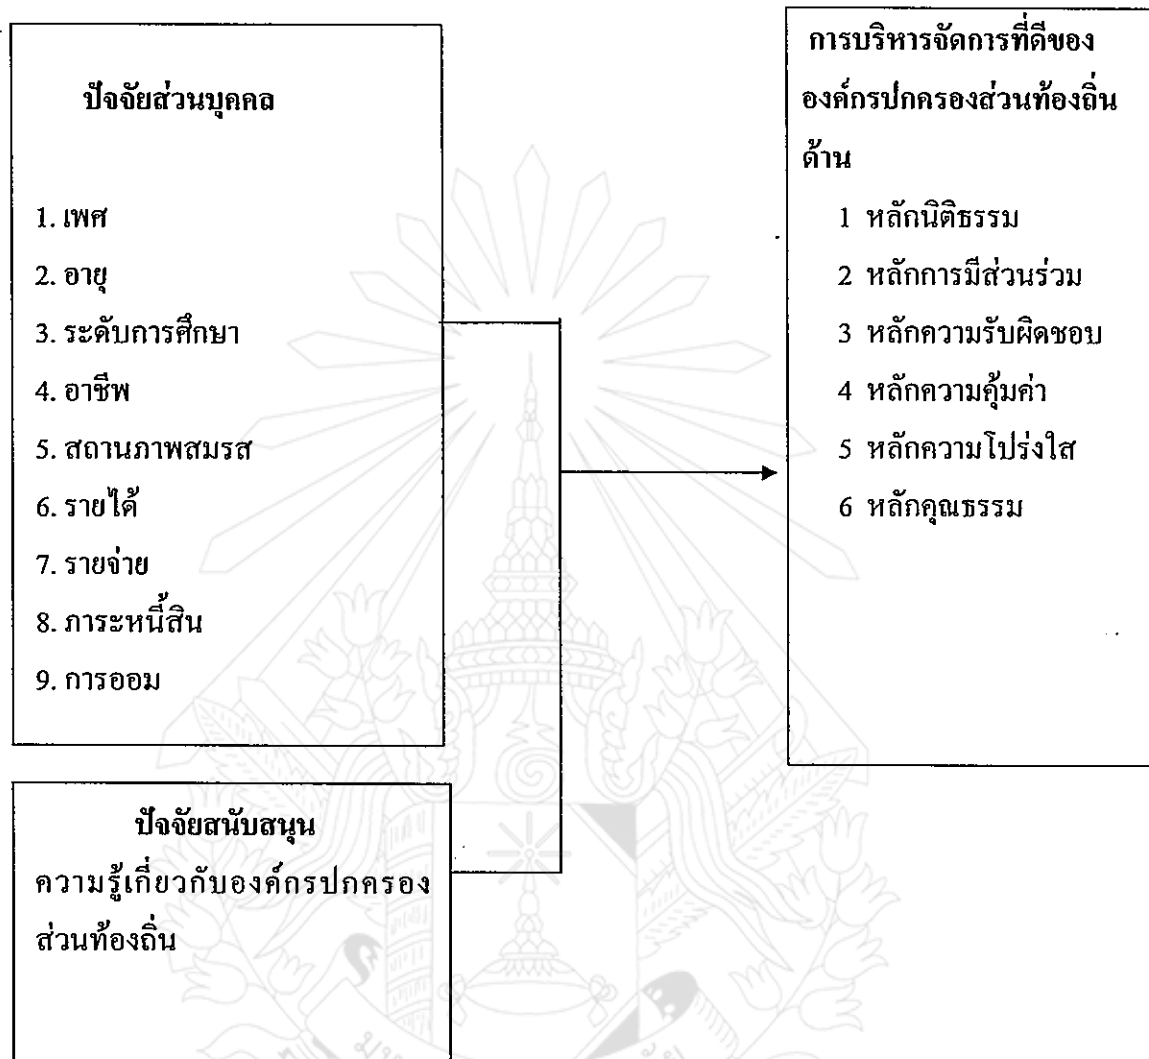 ปัจจัยส่วนบุคคล
1. เพศ
2. อายุ
3. ระดับการศึกษา
4. อาชีพ
5. สถานภาพสมรส
6. รายได้
7. รายจ่าย
8. ภาระหนี้สิน
9. การออม
ปัจจัยสนับสนุน
ความรู้เกี่ยวกับองค์กรปกครอง
ส่วนท้องถิ่น
การบริหารจัดการที่ดีของ
องค์กรปกครองส่วนท้องถิ่น
ด้าน
1 หลักนิติธรรม
2 หลักการมีส่วนร่วม
3 หลักความรับผิดชอบ
4 หลักความคุ้มค่า
5 หลักความโปร่งใส
6 หลักคุณธรรม